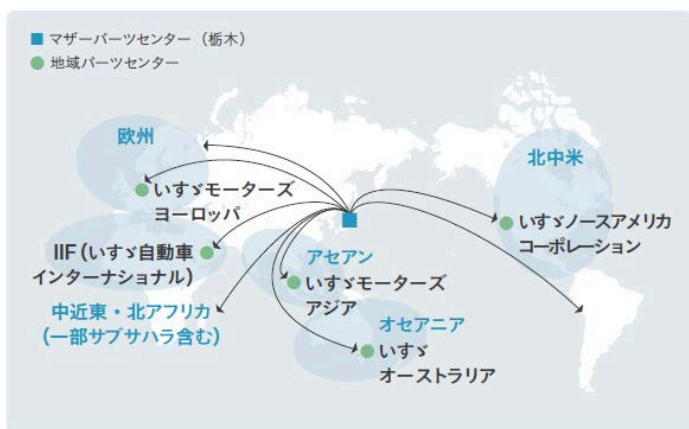 マザーパーツセンター（栃木）
地域パーツセンター
欧州
いすゞモーターズ
ヨーロッパ
IIF（いすゞ自動車
インターナショナル）
中近東・北アフリカ
（一部サブサハラ含む）
アセアン
いすゞモーターズ
アジア
オセアニア
いすゞ
オーストラリア
北中米
いすゞノースアメリカ
コーポレーション